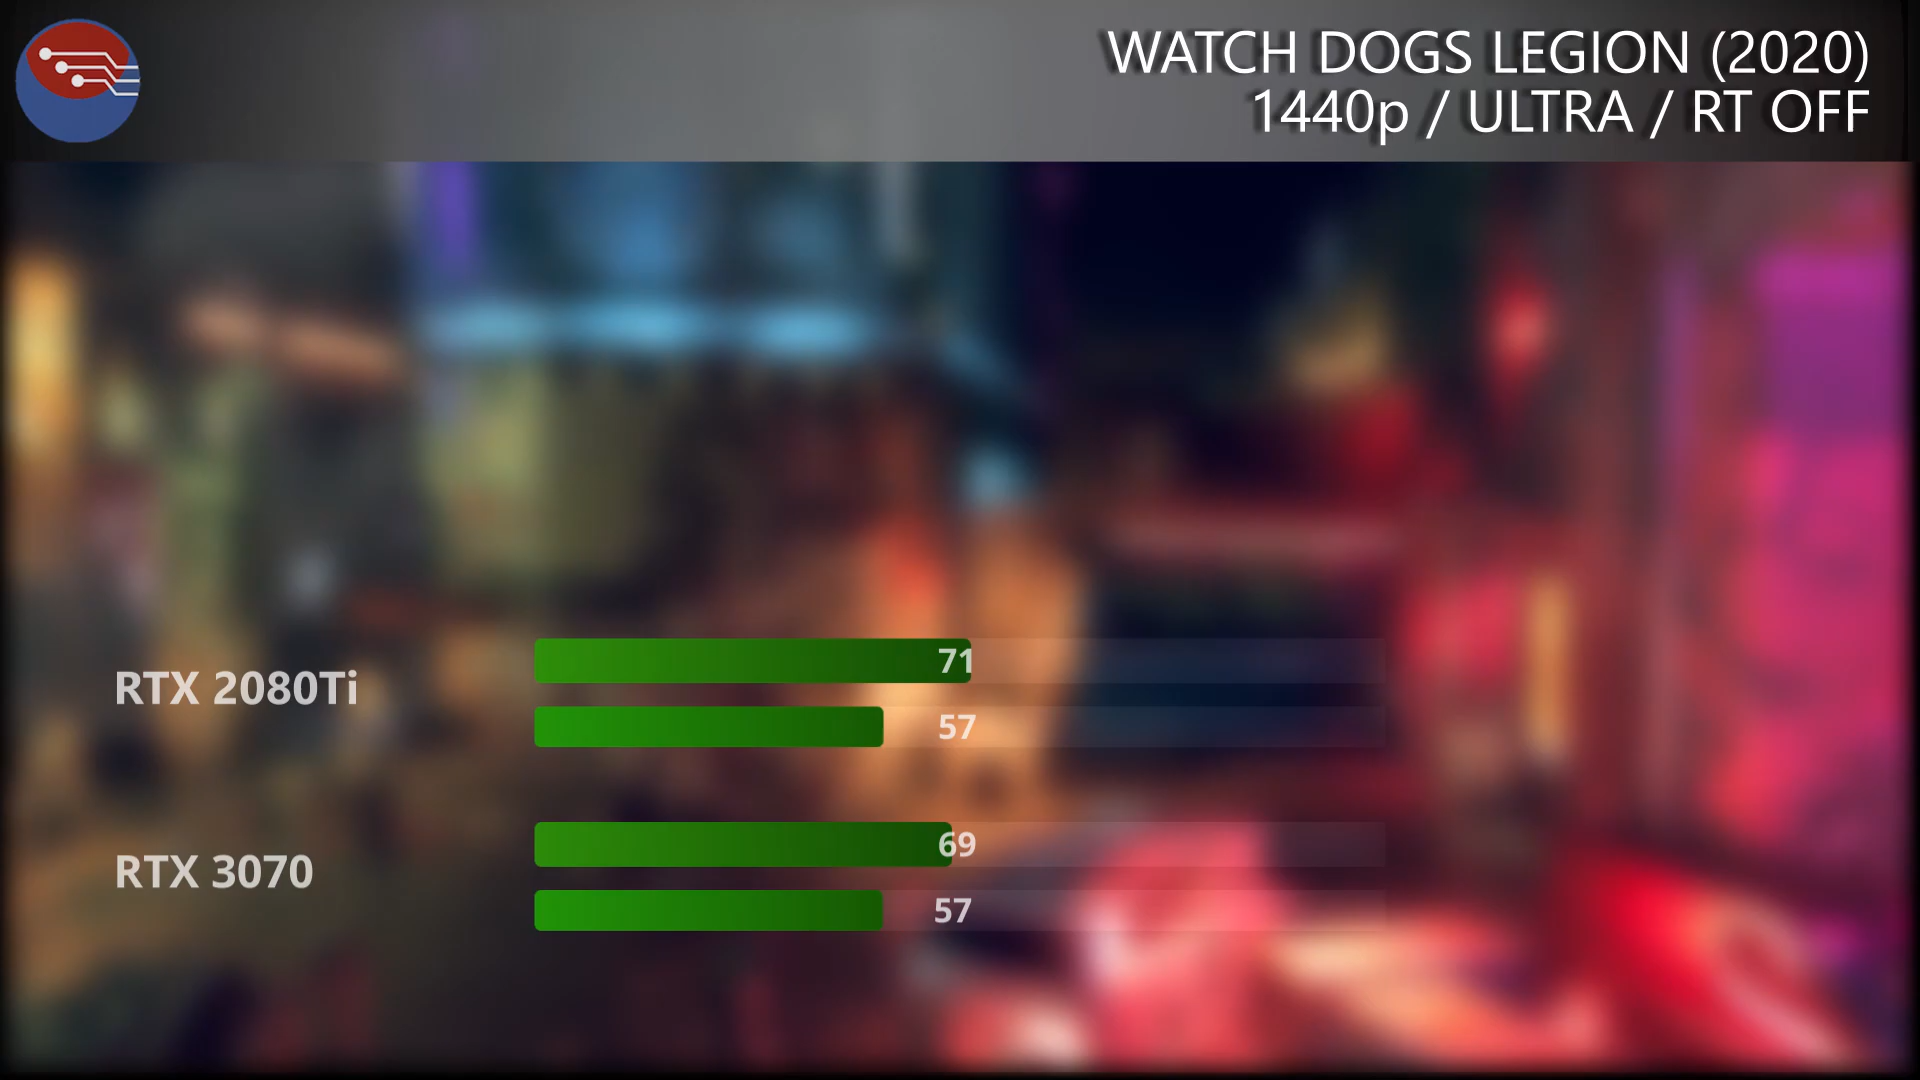 WATCH DOGS LEGION (2020)
1440p / ULTRA / RT OFF
RTX 2080Ti
71
57
RTX 3070
69
57